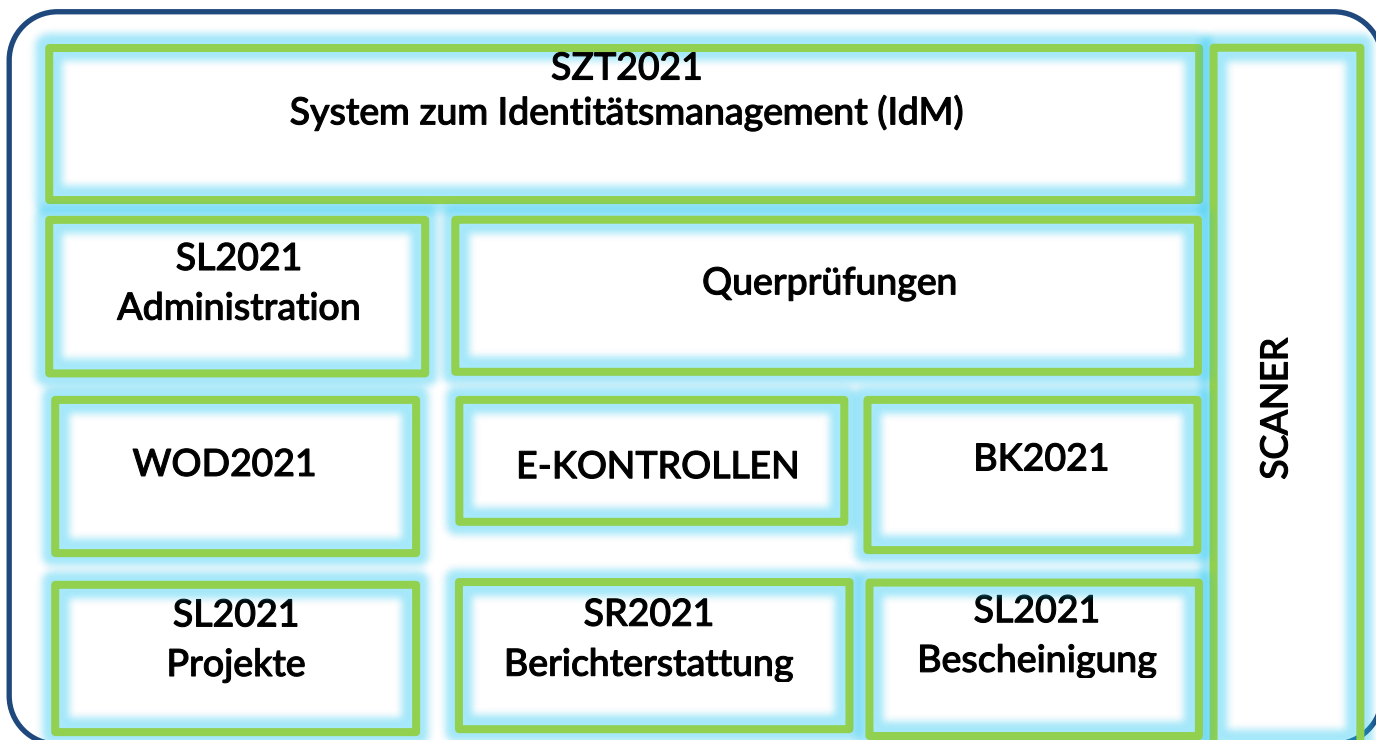 SZT2021
System zum Identitätsmanagement (IdM)
SL2021
Administration
Querprüfungen
SCANER
WOD2021
E-KONTROLLEN
BK2021
SL2021
Projekte
SR2021
Berichterstattung
SL2021
Bescheinigung